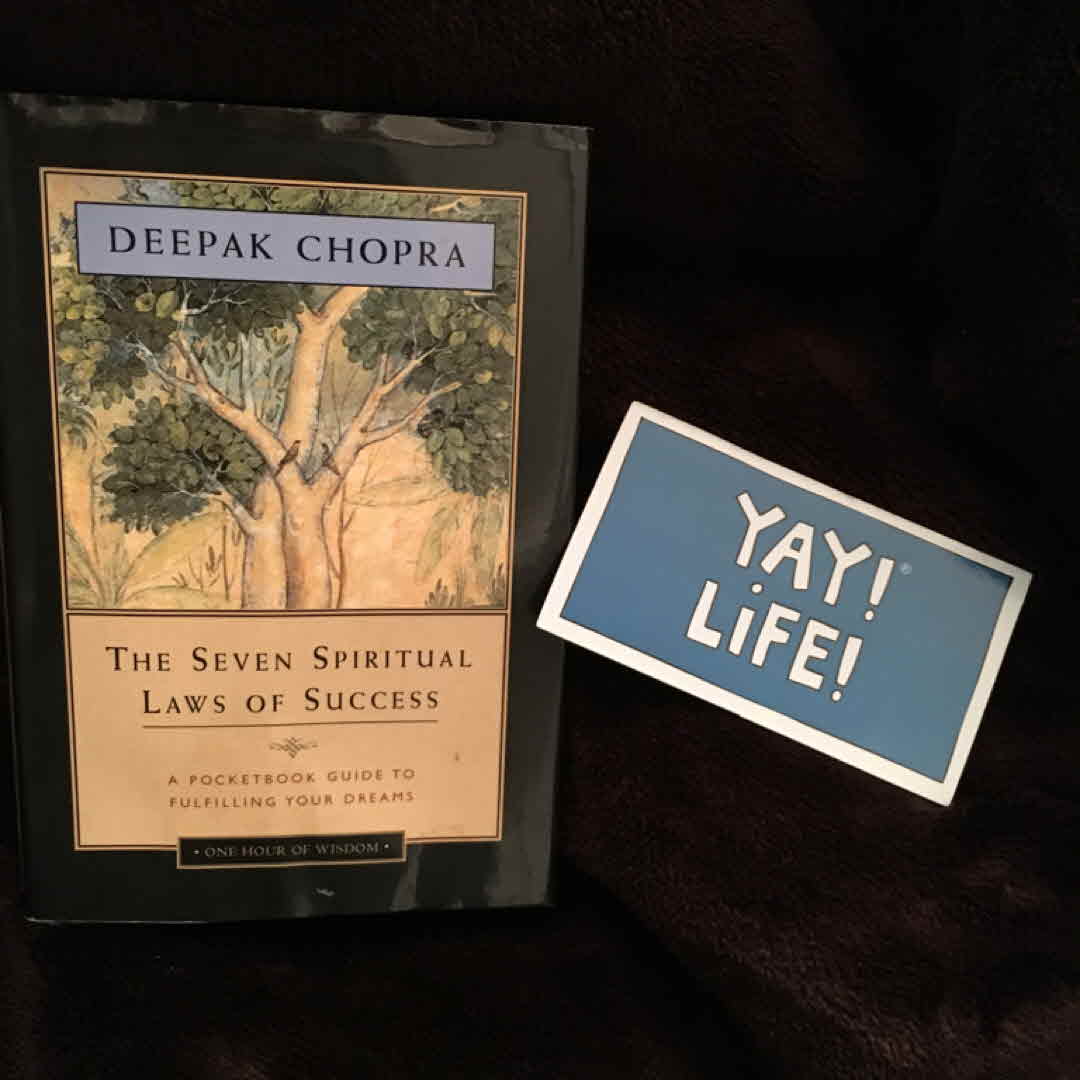 DEEPAK CHOPRA
THE SEVEN SPIRITUAL
LAWS OF SUCCESS
A POCKETBOOK GUIDE TO
FULFILLING YOUR DREAMS
• ONE HOUR OF WISDOM •
YAY!®
LiFE!